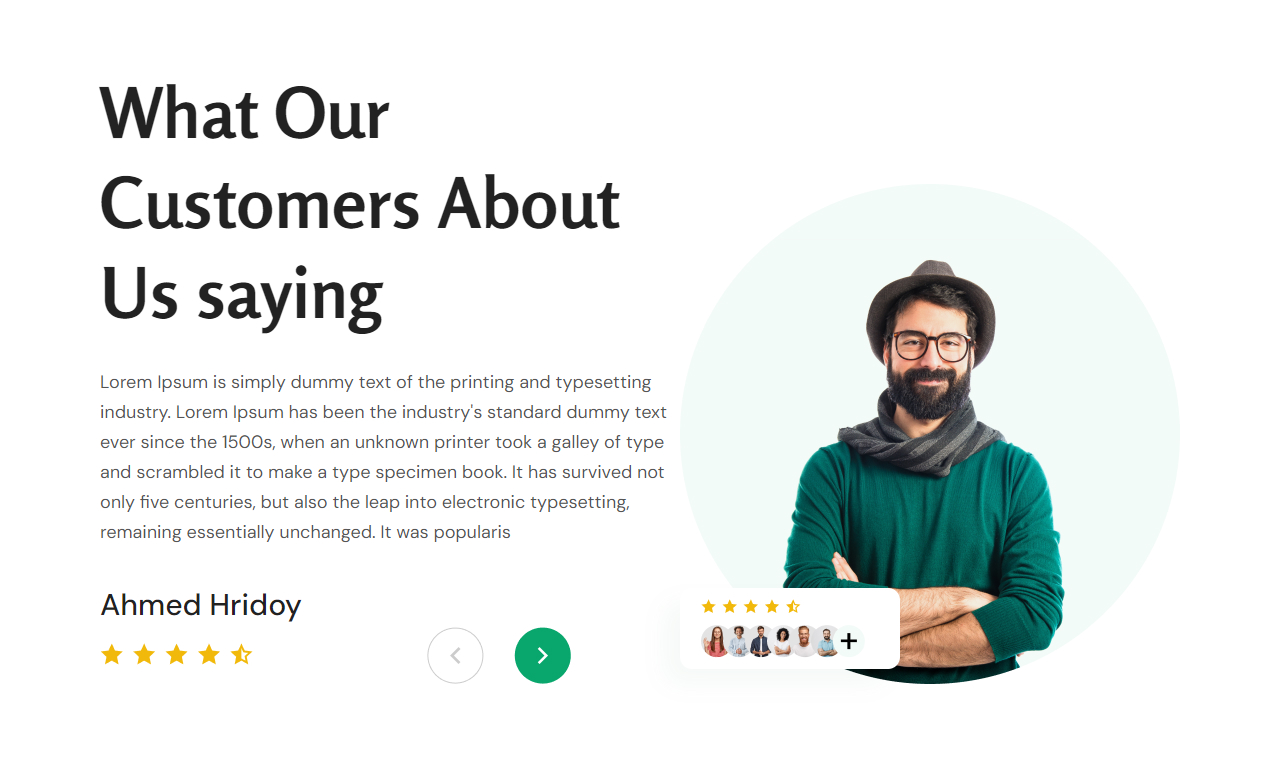 What Our
Customers About
Us saying
Lorem Ipsum is simply dummy text of the printing and typesetting
industry. Lorem Ipsum has been the industry's standard dummy text
ever since the 1500s, when an unknown printer took a galley of type
and scrambled it to make a type specimen book. It has survived not
only five centuries, but also the leap into electronic typesetting,
remaining essentially unchanged. It was popularis
Ahmed Hridoy